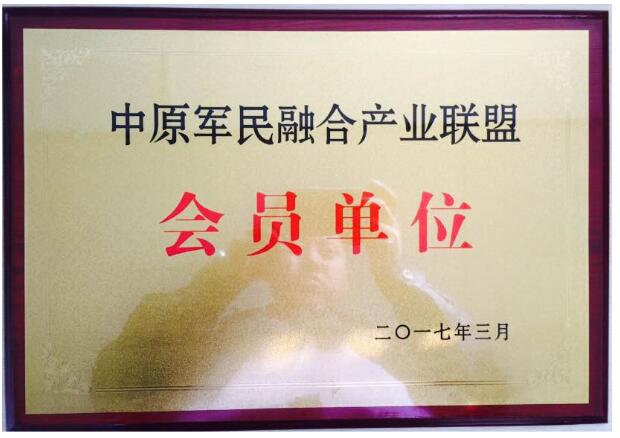 中原军民融合产业联盟
会员单位
二〇一七年三月